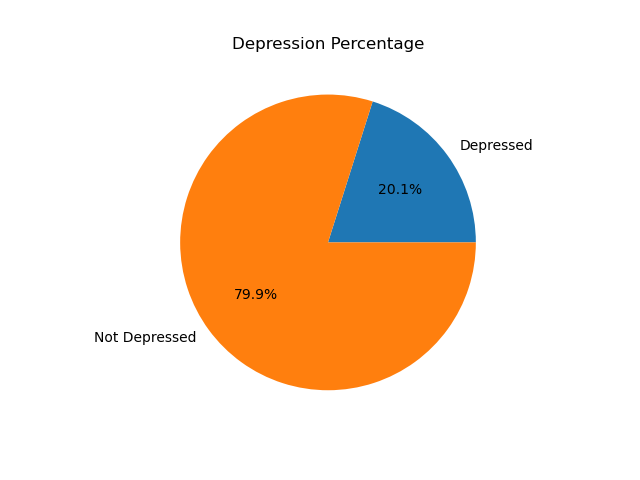 Depression Percentage
Depressed
20.1%
79.9%
Not Depressed